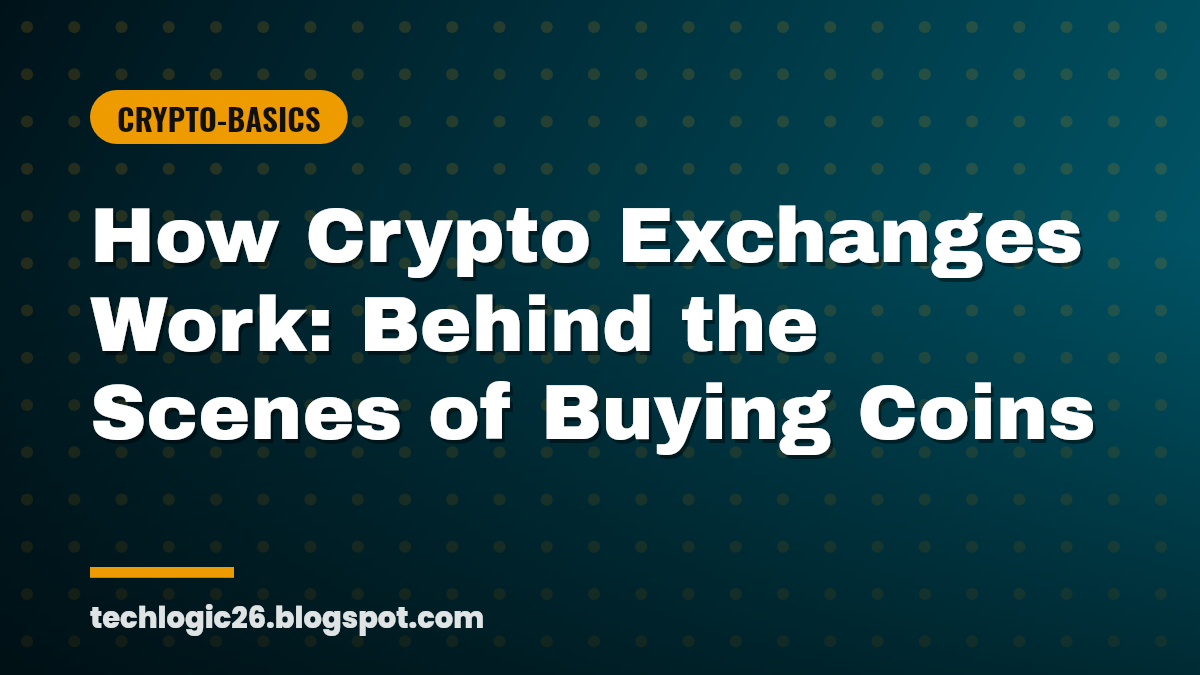 CRYPTO-BASICS
How Crypto Exchanges
Work: Behind the
Scenes of Buying Coins
techlogic26.blogspot.com